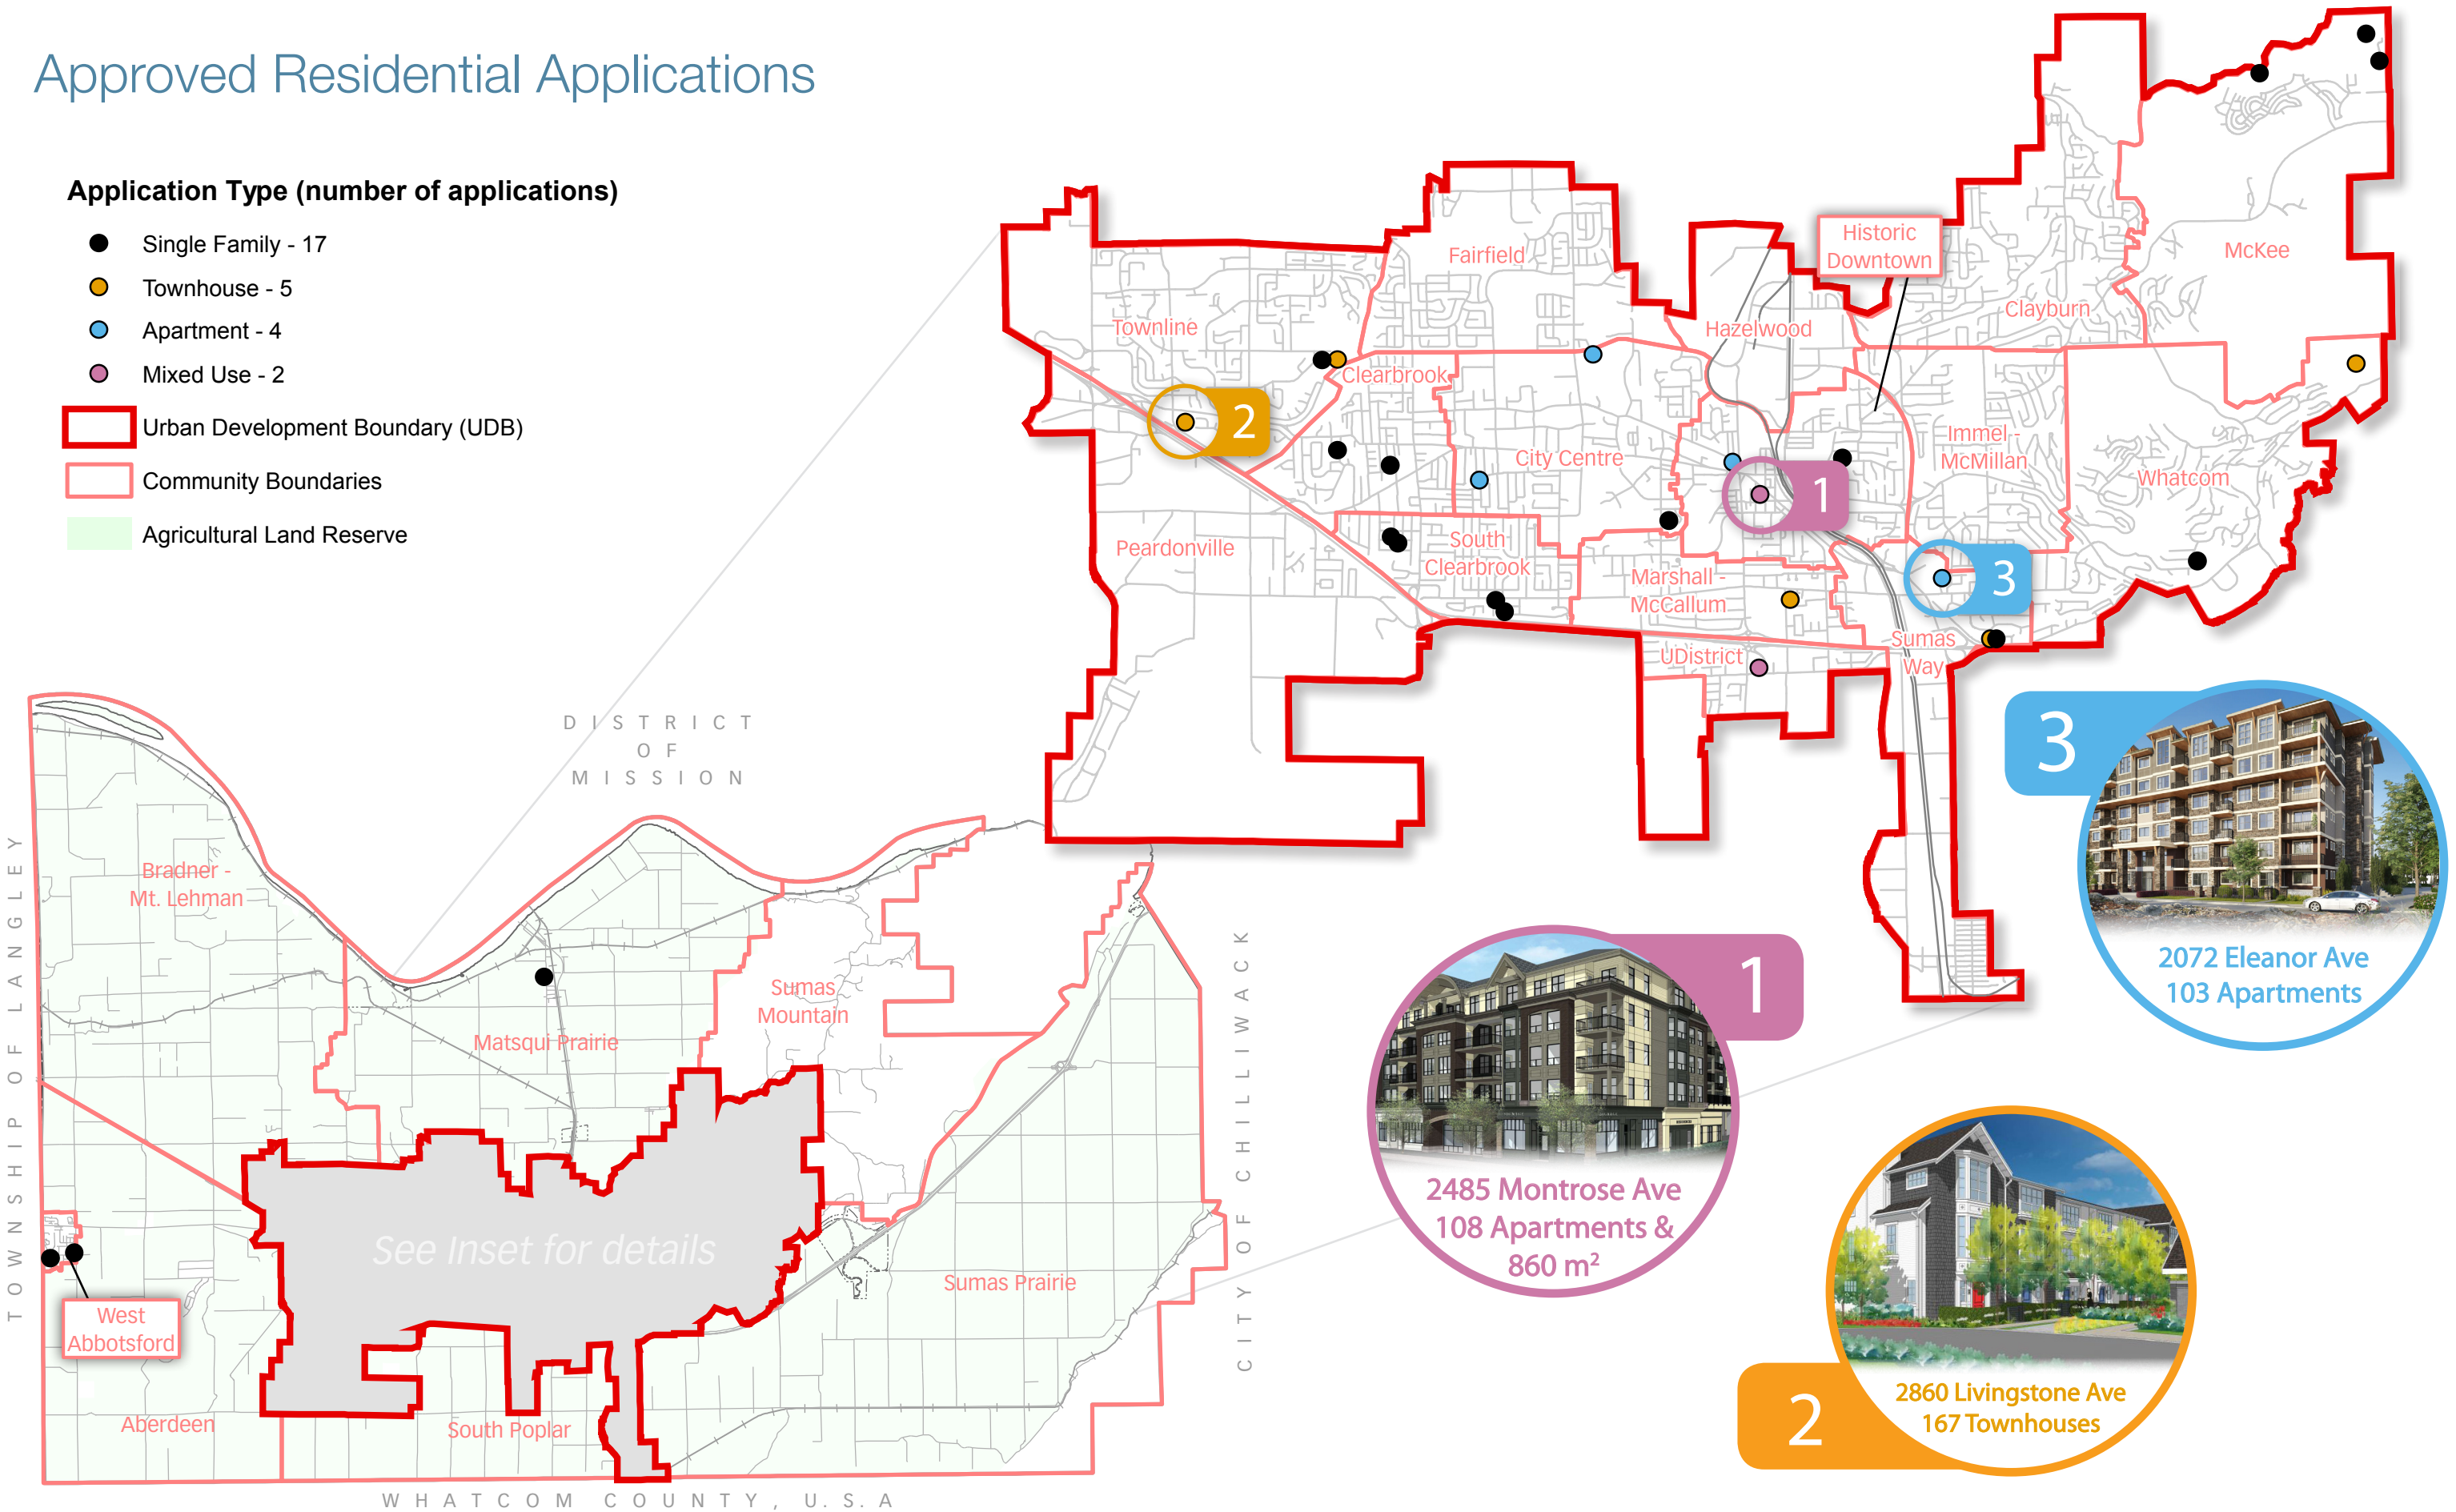 Approved Residential Applications
Application Type (number of applications)
Single Family - 17
Townhouse - 5
Apartment - 4
Mixed Use - 2
Urban Development Boundary (UDB)
Community Boundaries
Agricultural Land Reserve
Historic
Downtown
Fairfield
McKee
Clayburn
Townline
Hazelwood
Clearbrook
2
City Centre
Immel -
McMillan
Whatcom
1
Peardonville
South
Clearbrook
Marshall -
McCallum
3
UDistrict
Sumas
Way
DISTRICT
OF
MISSION
TOWNSHIP OF LANGLEY
Bradner -
Mt. Lehman
Sumas
Mountain
Matsqui Prairie
CITY OF CHILLIWACK
See Inset for details
Sumas Prairie
West
Abbotsford
Aberdeen
South Poplar
WHATCOM COUNTY, U.S.A
3
2072 Eleanor Ave
103 Apartments
1
2485 Montrose Ave
108 Apartments &
860 m²
2
2860 Livingstone Ave
167 Townhouses